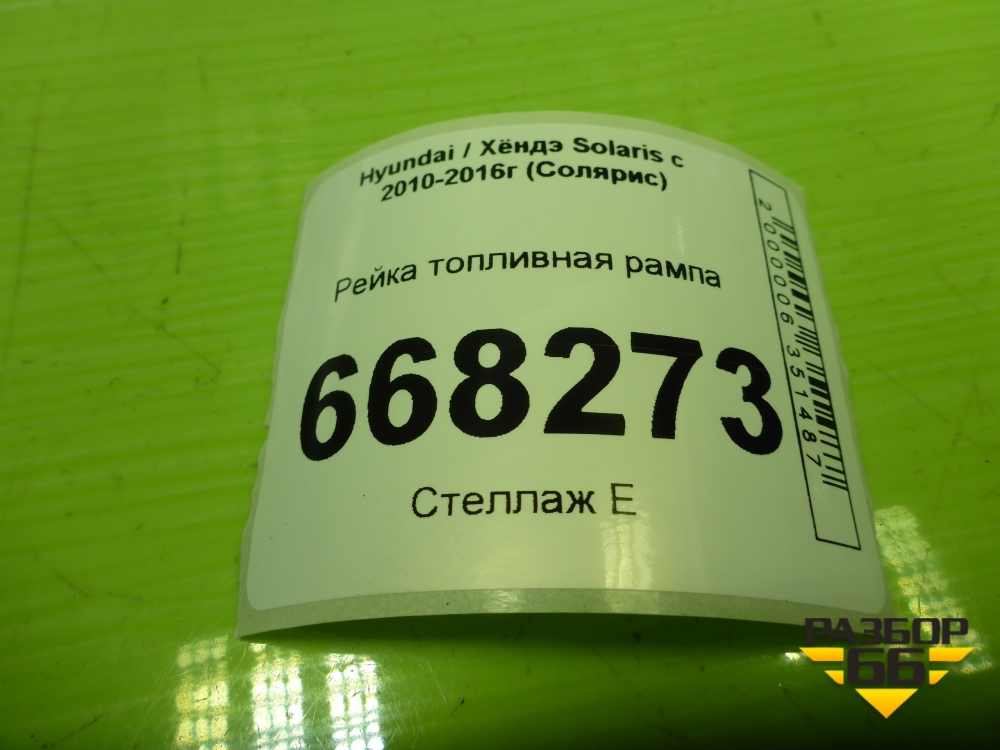 Hyundai / Хёндэ Solaris с
2010-2016г (Солярис)
Рейка топливная рампа
668273
Стеллаж Е
2000006351487
РАЗБОР
66